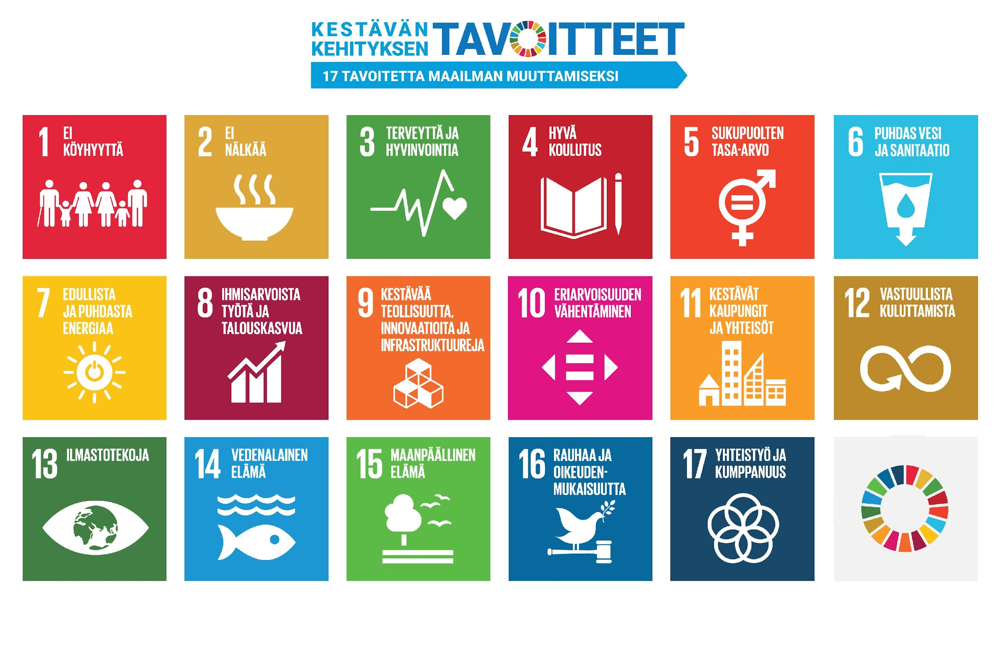 KESTÄVÄN
KEHITYKSEN
TAVOITTEET
17 TAVOITETTA MAAILMAN MUUTTAMISEKSI
1 EI
KÖYHYYTTÄ
2 EI
NÄLKÄÄ
3 TERVEYTTÄ JA
HYVINVOINTIA
4 HYVÄ
KOULUTUS
5 SUKUPUOLTEN
TASA-ARVO
6 PUHDAS VESI
JA SANITAATIO
7 EDULLISTA
JA PUHDASTA
ENERGIAA
8 IHMISARVOISTA
TYÖTÄ JA
TALOUSKASVUA
9 KESTÄVÄÄ
TEOLLISUUTTA,
INNOVAATIOITA JA
INFRASTRUKTUUREJA
10 ERIARVOISUUDEN
VÄHENTÄMINEN
11 KESTÄVÄT
KAUPUNGIT
JA YHTEISÖT
12 VASTUULLISTA
KULUTTAMISTA
13 ILMASTOTEKOJA
14 VEDENALAINEN
ELÄMÄ
15 MAANPÄÄLLINEN
ELÄMÄ
16 RAUHAA JA
OIKEUDEN-
MUKAISUUTTA
17 YHTEISTYÖ JA
KUMPPANUUS